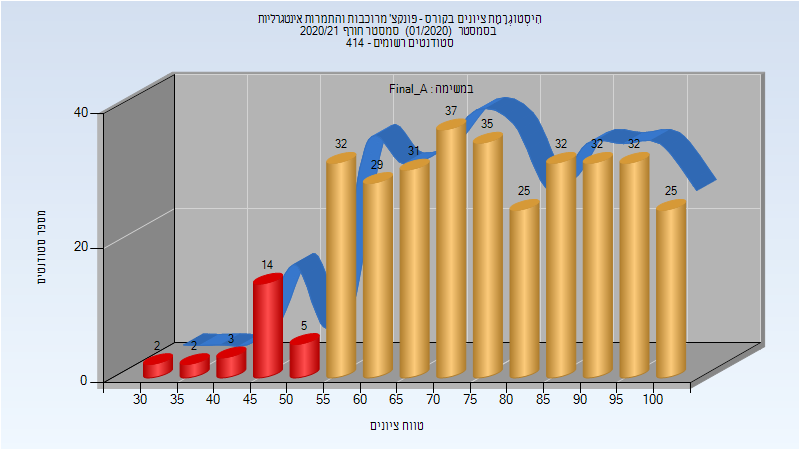 הִיסְטוֹגְרָמַת ציונים בקורס - פונקצ' מרוכבות והתמרות אינטגרליות
בסמסטר (01/2020) סמסטר חורף 2020/21
סטודנטים רשומים - 414
במשימה : Final_A
מספר סטודנטים
40
20
0
2 2 3 14 5 32 29 31 37 35 25 32 32 32 25
30 35 40 45 50 55 60 65 70 75 80 85 90 95 100
טווח ציונים